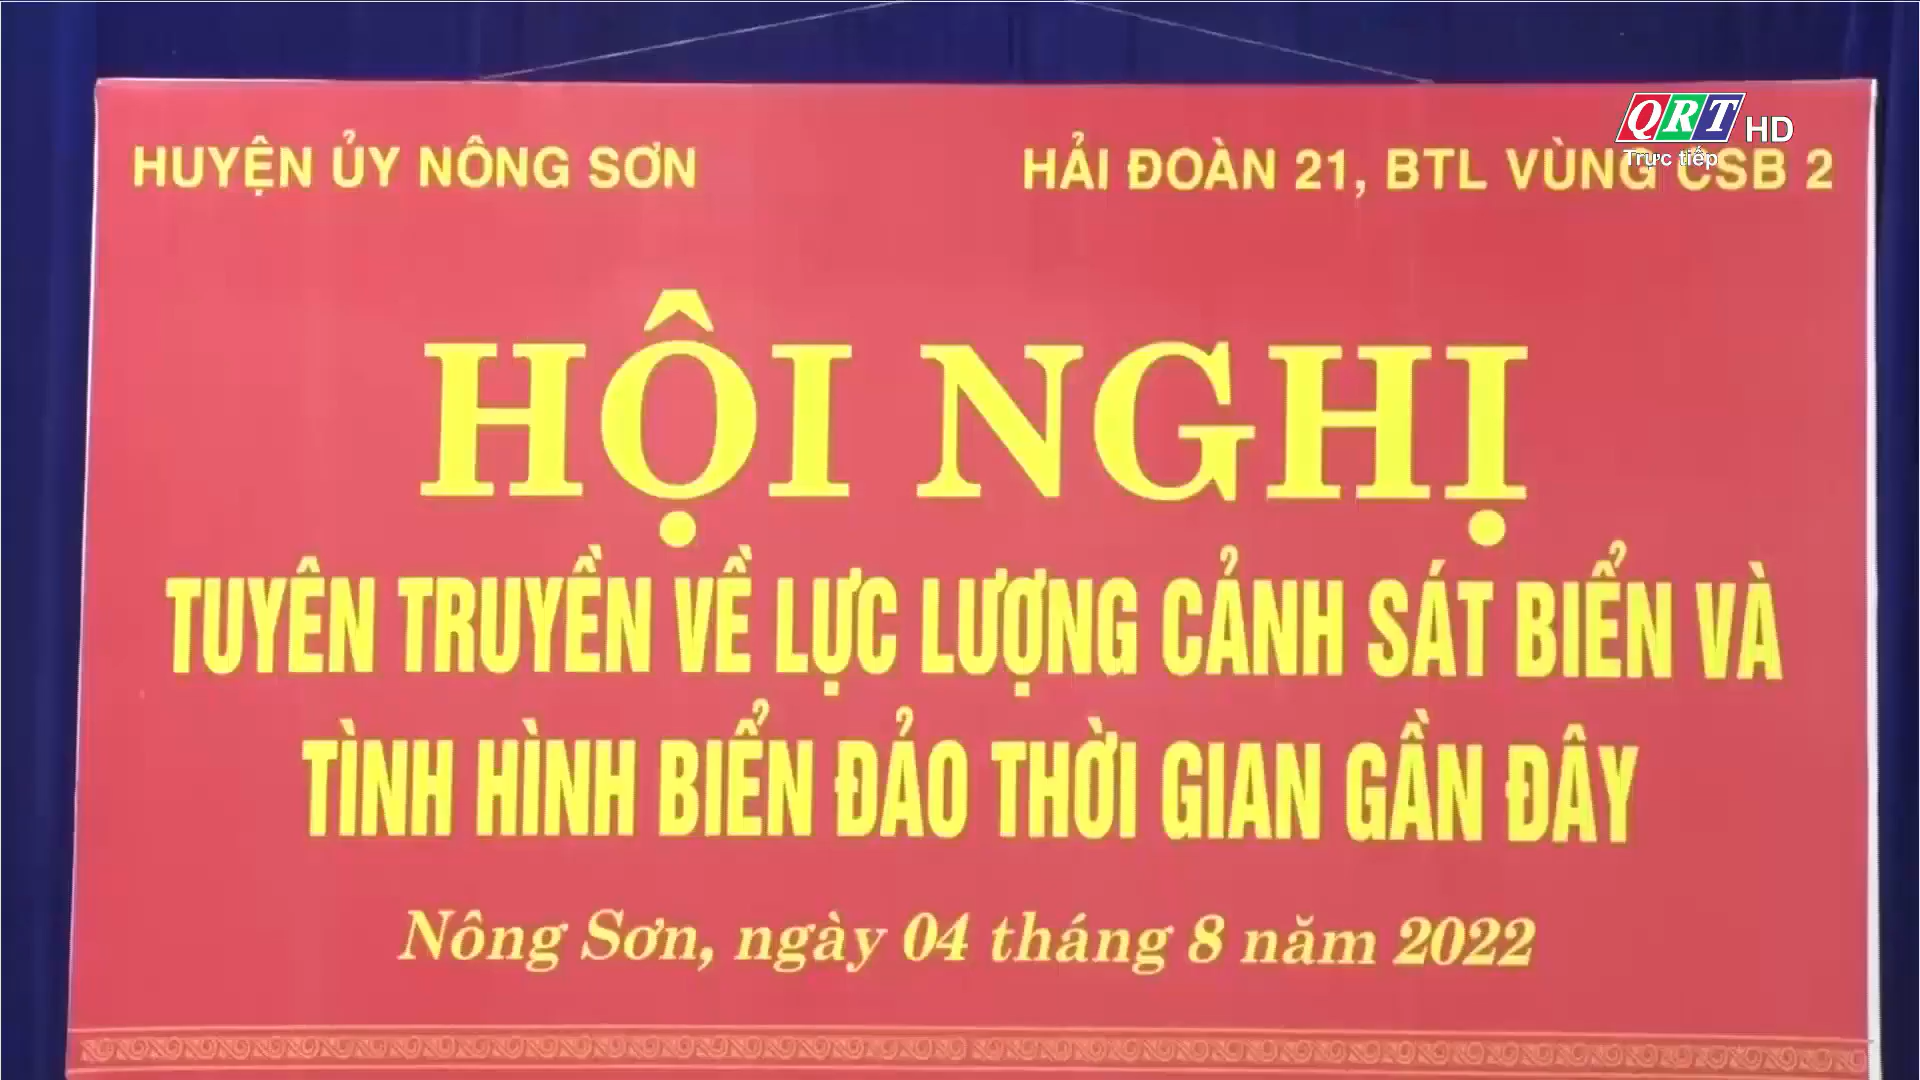 QRT HD
Trực tiếp
HUYỆN ỦY NÔNG SƠN
HẢI ĐOÀN 21, BTL VÙNG CSB 2
HỘI NGHỊ
TUYÊN TRUYỀN VỀ LỰC LƯỢNG CẢNH SÁT BIỂN VÀ
TÌNH HÌNH BIỂN ĐẢO THỜI GIAN GẦN ĐÂY
Nông Sơn, ngày 04 tháng 8 năm 2022